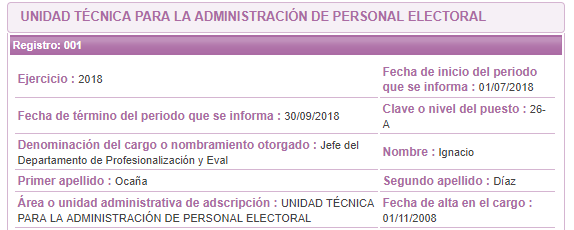 UNIDAD TÉCNICA PARA LA ADMINISTRACIÓN DE PERSONAL ELECTORAL
Registro: 001
Ejercicio : 2018
Fecha de inicio del periodo
que se informa : 01/07/2018
Fecha de término del periodo que se informa : 30/09/2018
Clave o nivel del puesto : 26-
A
Denominación del cargo o nombramiento otorgado : Jefe del
Departamento de Profesionalización y Eval
Nombre : Ignacio
Primer apellido : Ocaña
Segundo apellido : Díaz
Área o unidad administrativa de adscripción : UNIDAD TÉCNICA
PARA LA ADMINISTRACIÓN DE PERSONAL ELECTORAL
Fecha de alta en el cargo :
01/11/2008